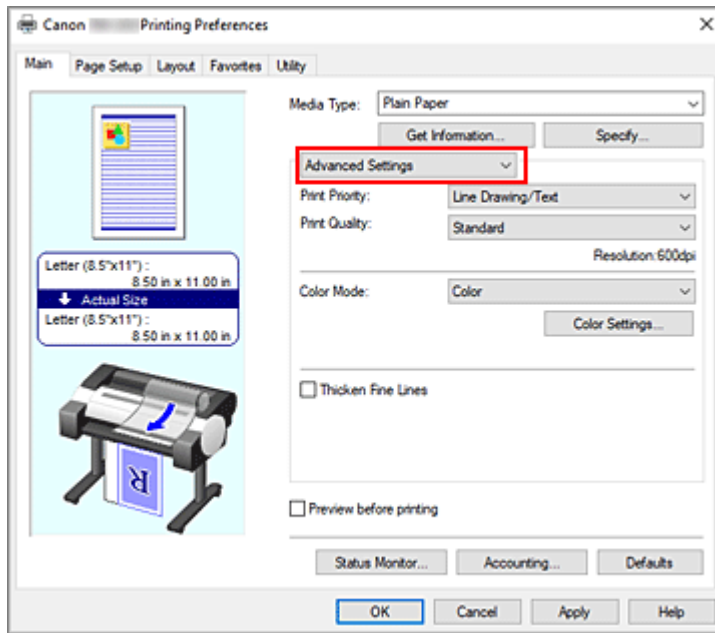 Canon Printing Preferences
Main Page Setup Layout Favorites Utility
Media Type: Plain Paper
Get Information... Specify...
Advanced Settings
Print Priority: Line Drawing/Text
Print Quality: Standard
Resolution:600dpi
Color Mode: Color
Color Settings...
Thicken Fine Lines
Letter (8.5"x11") :
8.50 in x 11.00 in
Actual Size
Letter (8.5"x11") :
8.50 in x 11.00 in
R
Preview before printing
Status Monitor... Accounting... Defaults
OK Cancel Apply Help